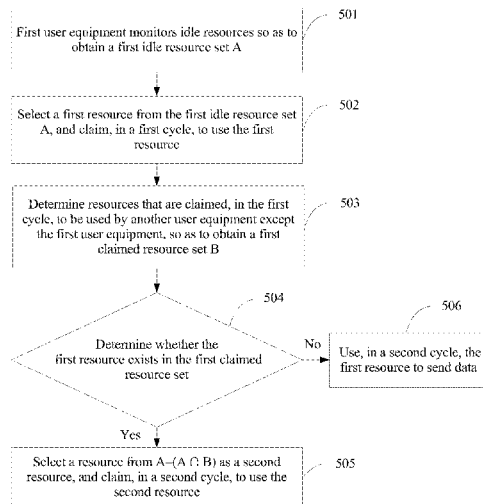 501
First user equipment monitors idle resources so as to
obtain a first idle resource set A
502
Select a first resource from the first idle resource set
A, and claim, in a first cycle, to use the first
resource
503
Determine resources that are claimed, in the first
cycle, to be used by another user equipment except
the first user equipment, so as to obtain a first
claimed resource set B
504
Determine whether the
first resource exists in the first claimed
resource set
No
506
Use, in a second cycle, the
first resource to send data
Yes
Select a resource from A–(A ∩ B) as a second
resource, and claim, in a second cycle, to use the
second resource
505